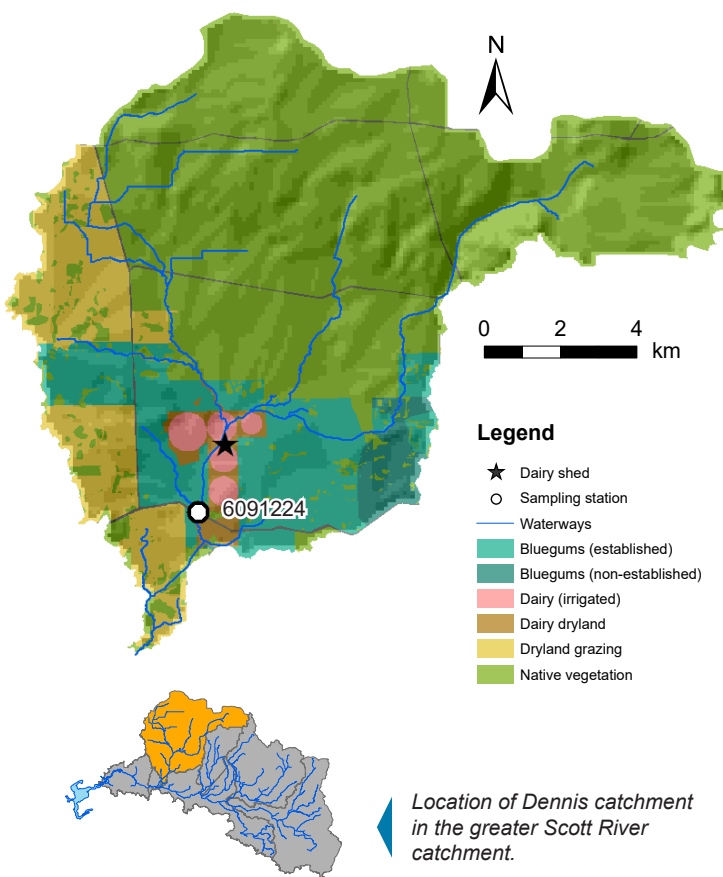 N
0 2 4
km
6091224
Legend
Dairy shed
Sampling station
Waterways
Bluegums (established)
Bluegums (non-established)
Dairy (irrigated)
Dairy dryland
Dryland grazing
Native vegetation
Location of Dennis catchment
in the greater Scott River
catchment.